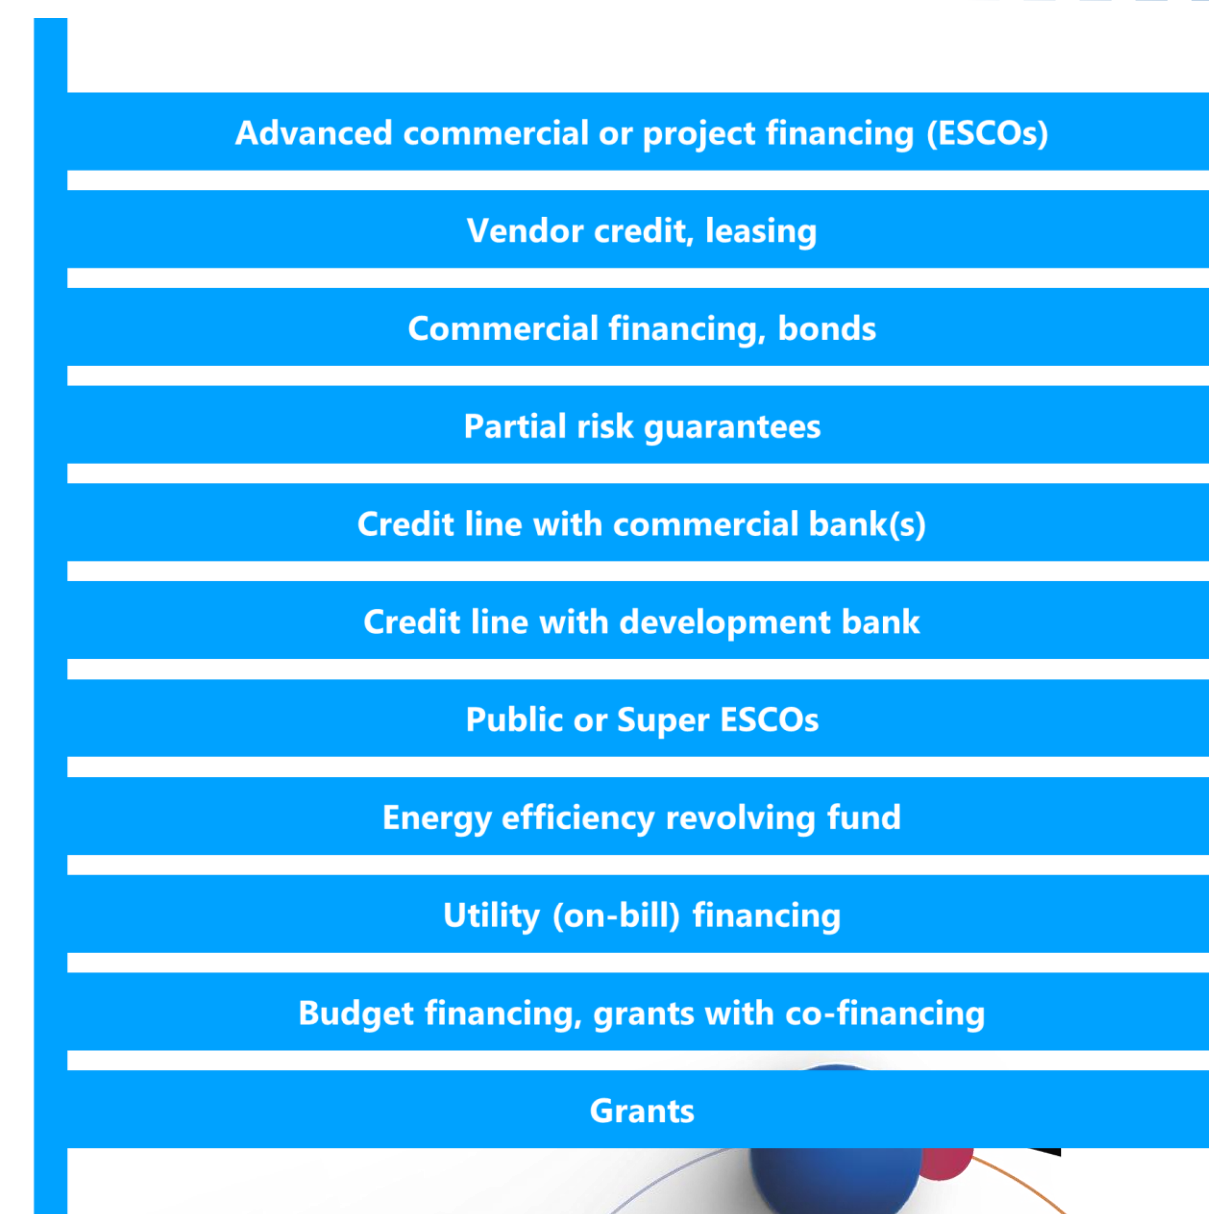 Advanced commercial or project financing (ESCOs)
Vendor credit, leasing
Commercial financing, bonds
Partial risk guarantees
Credit line with commercial bank(s)
Credit line with development bank
Public or Super ESCOs
Energy efficiency revolving fund
Utility (on-bill) financing
Budget financing, grants with co-financing
Grants